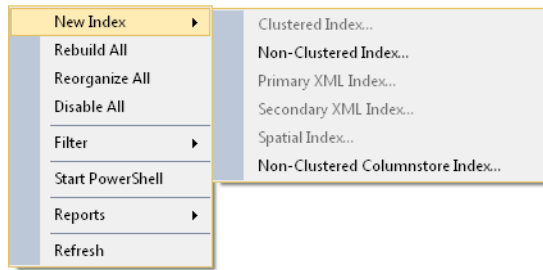 New Index
Rebuild All
Reorganize All
Disable All
Filter
Start PowerShell
Reports
Refresh
Clustered Index...
Non-Clustered Index...
Primary XML Index...
Secondary XML Index...
Spatial Index...
Non-Clustered Columnstore Index...